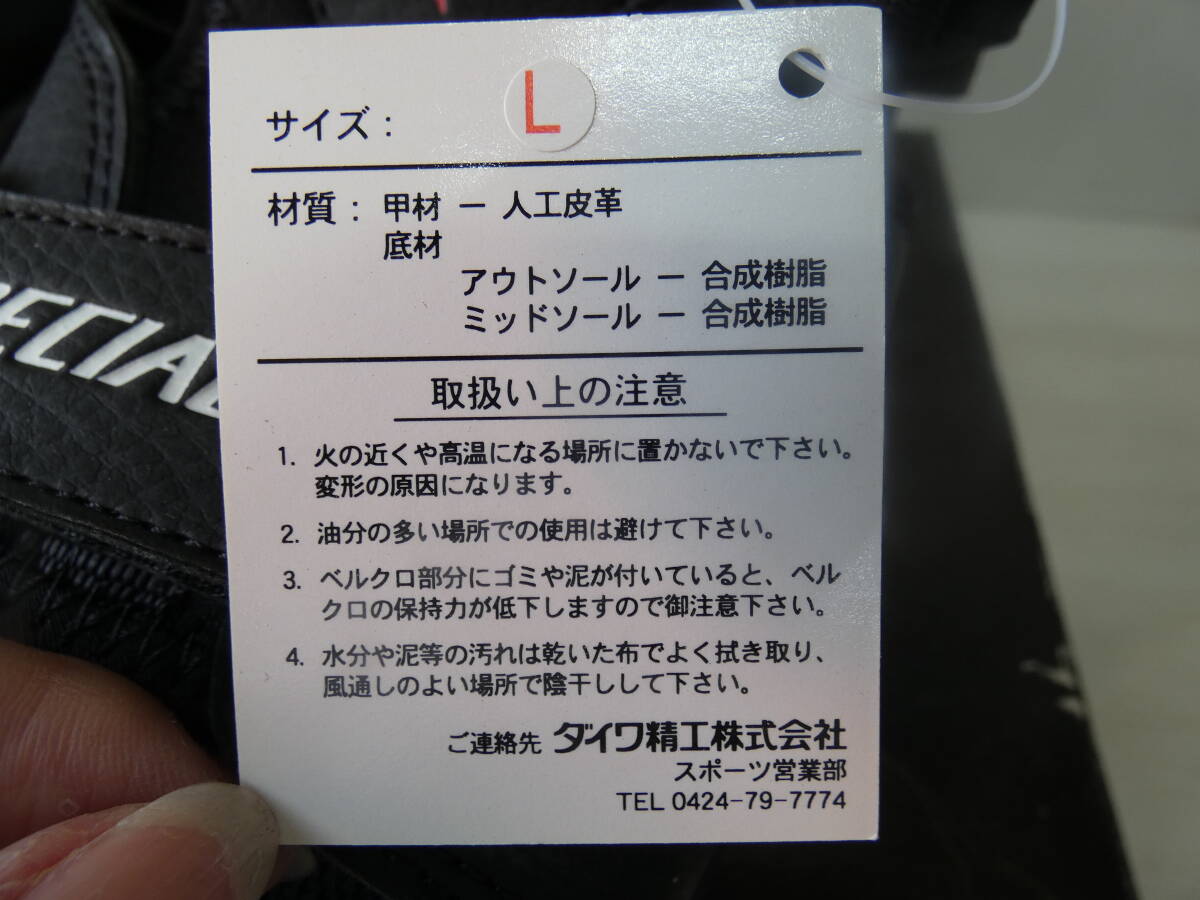 サイズ： L
材質： 甲材 ー 人工皮革
底材
アウトソール ー 合成樹脂
ミッドソール ー 合成樹脂
取扱い上の注意
1. 火の近くや高温になる場所に置かないで下さい。
変形の原因になります。
2. 油分の多い場所での使用は避けて下さい。
3. ベルクロ部分にゴミや泥が付いていると、ベル
クロの保持力が低下しますので御注意下さい。
4. 水分や泥等の汚れは乾いた布でよく拭き取り、
風通しのよい場所で陰干しして下さい。
ご連絡先 ダイワ精工株式会社
スポーツ営業部
TEL 0424-79-7774
ECIAL